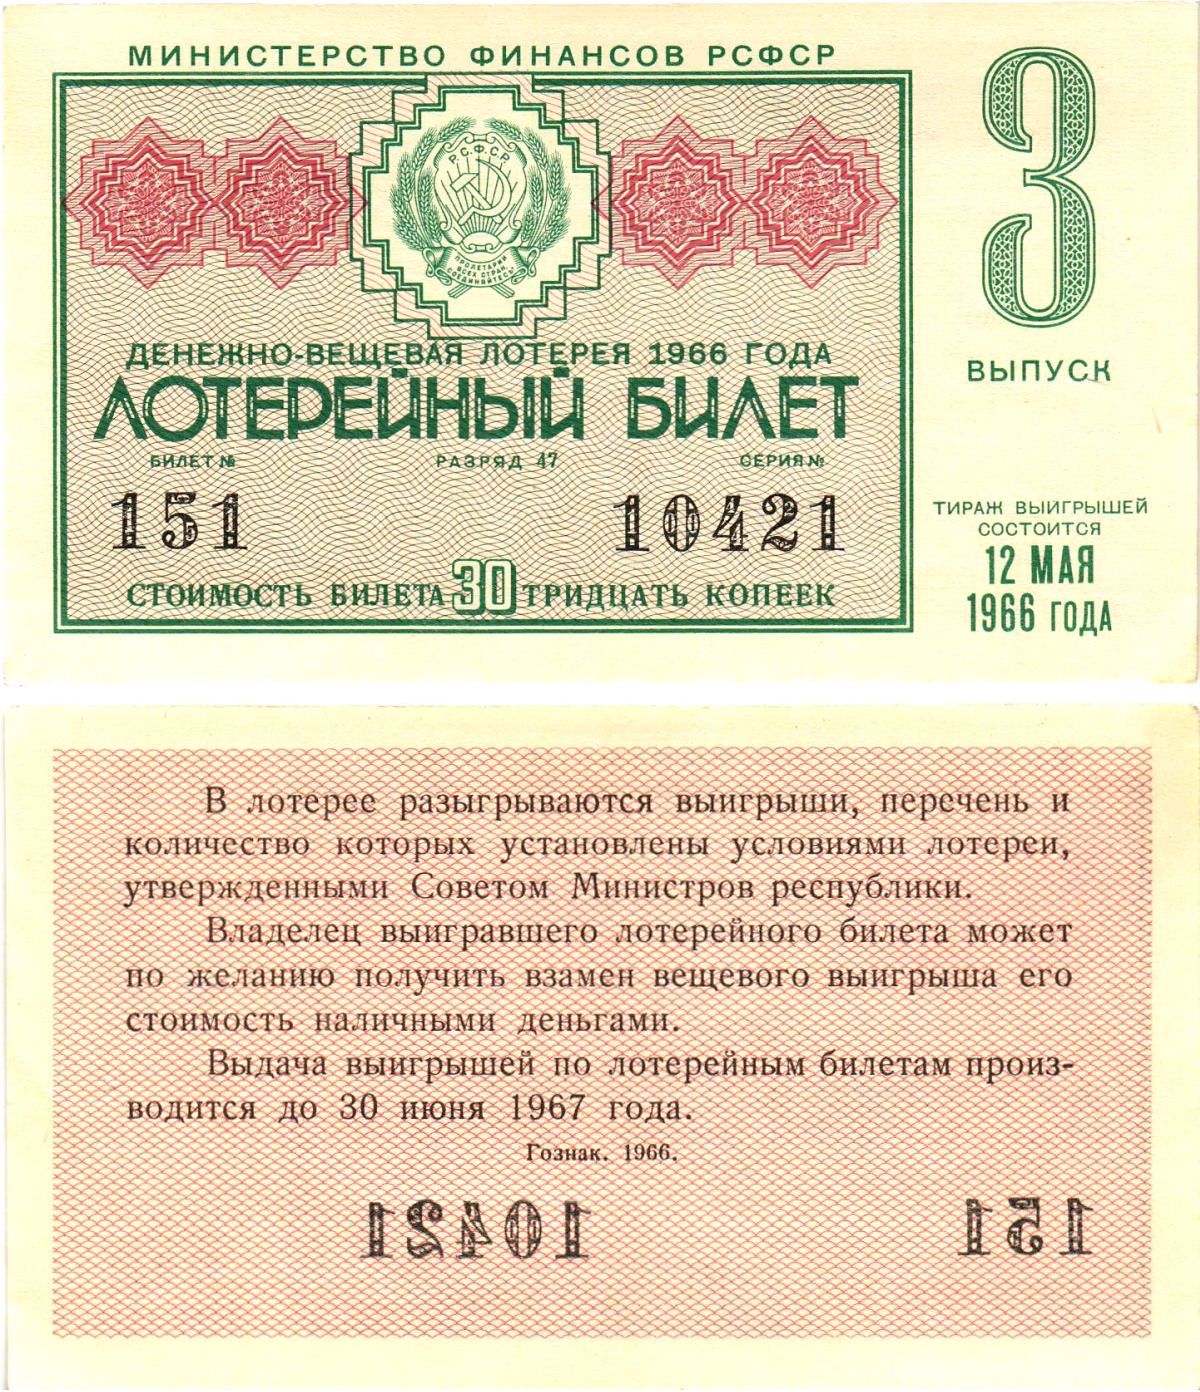 МИНИСТЕРСТВО ФИНАНСОВ РСФСР
3
ВЫПУСК
Р.С.Ф.С.Р.
ПРОЛЕТАРИИ
ВСЕХ СТРАН,
СОЕДИНЯЙТЕСЬ!
ДЕНЕЖНО-ВЕЩЕВАЯ ЛОТЕРЕЯ 1966 ГОДА
ЛОТЕРЕЙНЫЙ БИЛЕТ
БИЛЕТ № РАЗРЯД 47 СЕРИЯ №
151 10421
СТОИМОСТЬ БИЛЕТА 30 ТРИДЦАТЬ КОПЕЕК
ТИРАЖ ВЫИГРЫШЕЙ
СОСТОИТСЯ
12 МАЯ
1966 ГОДА
В лотерее разыгрываются выигрыши, перечень и
количество которых установлены условиями лотереи,
утвержденными Советом Министров республики.
Владелец выигравшего лотерейного билета может
по желанию получить взамен вещевого выигрыша его
стоимость наличными деньгами.
Выдача выигрышей по лотерейным билетам произ-
водится до 30 июня 1967 года.
Гознак. 1966.
10421 151